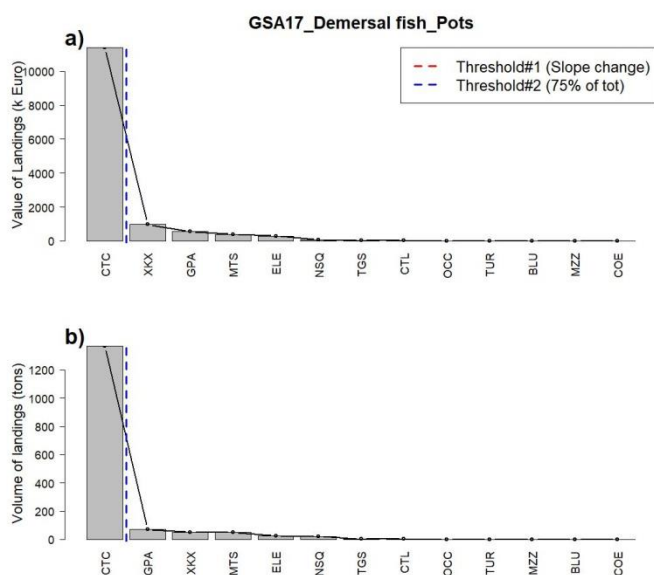 GSA17_Demersal fish_Pots
a)
Threshold#1 (Slope change)
Threshold#2 (75% of tot)
Value of Landings (k Euro)
10000
8000
6000
4000
2000
0
CTC XKX GPA MTS ELE NSQ TGS CTL OCC TUR BLU MZZ COE
b)
Volume of landings (tons)
1200
1000
800
600
400
200
0
CTC GPA XKX MTS ELE NSQ TGS CTL OCC TUR MZZ BLU COE